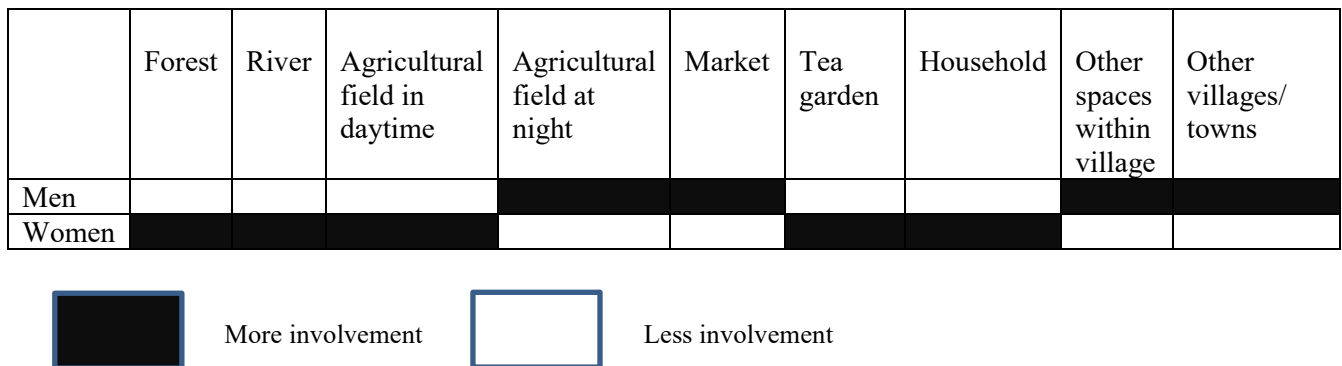 Forest River Agricultural field in daytime Agricultural field at night Market Tea garden Household Other spaces within village Other villages/ towns
Men
Women
More involvement Less involvement